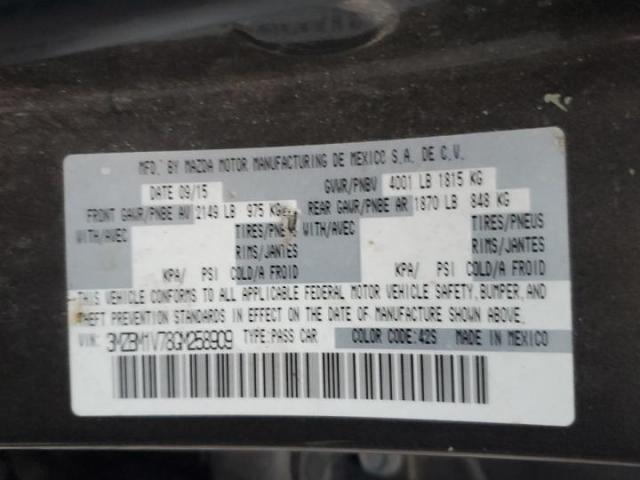 MFD. BY MAZDA MOTOR MANUFACTURING DE MEXICO S.A. DE C.V.
DATE 09/15 GVWR/PNBV 4001 LB 1815 KG
FRONT GAWR/PNBE AV 2149 LB 975 KG REAR GAWR/PNBE AR 1870 LB 848 KG
WITH/AVEC TIRES/PNEUS WITH/AVEC TIRES/PNEUS
RIMS/JANTES RIMS/JANTES
KPA/ PSI COLD/A FROID KPA/ PSI COLD/A FROID
THIS VEHICLE CONFORMS TO ALL APPLICABLE FEDERAL MOTOR VEHICLE SAFETY, BUMPER, AND
THEFT PREVENTION STANDARDS IN EFFECT ON THE DATE OF MANUFACTURE SHOWN ABOVE.
VIN: 3MZBM1V78GM258909 TYPE: PASS CAR COLOR CODE: 42S MADE IN MEXICO